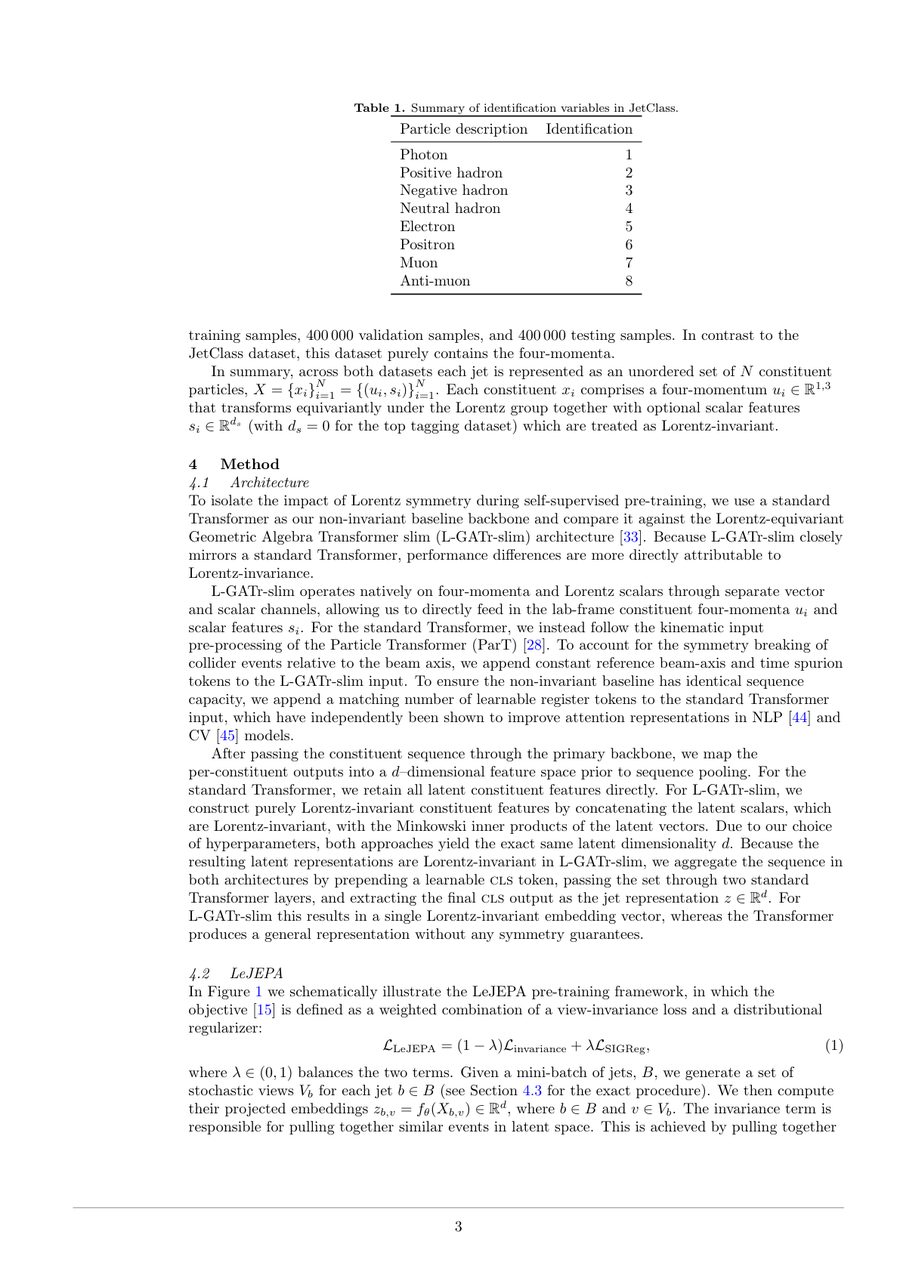 Table 1. Summary of identification variables in JetClass.
Particle description Identification
Photon 1
Positive hadron 2
Negative hadron 3
Neutral hadron 4
Electron 5
Positron 6
Muon 7
Anti-muon 8
training samples, 400 000 validation samples, and 400 000 testing samples. In contrast to the
JetClass dataset, this dataset purely contains the four-momenta.
In summary, across both datasets each jet is represented as an unordered set of N constituent
particles, X = {x_i}_{i=1}^N = {(u_i, s_i)}_{i=1}^N. Each constituent x_i comprises a four-momentum u_i ∈ ℝ^{1,3}
that transforms equivariantly under the Lorentz group together with optional scalar features
s_i ∈ ℝ^{d_s} (with d_s = 0 for the top tagging dataset) which are treated as Lorentz-invariant.
4 Method
4.1 Architecture
To isolate the impact of Lorentz symmetry during self-supervised pre-training, we use a standard
Transformer as our non-invariant baseline backbone and compare it against the Lorentz-equivariant
Geometric Algebra Transformer slim (L-GATr-slim) architecture [33]. Because L-GATr-slim closely
mirrors a standard Transformer, performance differences are more directly attributable to
Lorentz-invariance.
L-GATr-slim operates natively on four-momenta and Lorentz scalars through separate vector
and scalar channels, allowing us to directly feed in the lab-frame constituent four-momenta u_i and
scalar features s_i. For the standard Transformer, we instead follow the kinematic input
pre-processing of the Particle Transformer (ParT) [28]. To account for the symmetry breaking of
collider events relative to the beam axis, we append constant reference beam-axis and time spurion
tokens to the L-GATr-slim input. To ensure the non-invariant baseline has identical sequence
capacity, we append a matching number of learnable register tokens to the standard Transformer
input, which have independently been shown to improve attention representations in NLP [44] and
CV [45] models.
After passing the constituent sequence through the primary backbone, we map the
per-constituent outputs into a d–dimensional feature space prior to sequence pooling. For the
standard Transformer, we retain all latent constituent features directly. For L-GATr-slim, we
construct purely Lorentz-invariant constituent features by concatenating the latent scalars, which
are Lorentz-invariant, with the Minkowski inner products of the latent vectors. Due to our choice
of hyperparameters, both approaches yield the exact same latent dimensionality d. Because the
resulting latent representations are Lorentz-invariant in L-GATr-slim, we aggregate the sequence in
both architectures by prepending a learnable CLS token, passing the set through two standard
Transformer layers, and extracting the final CLS output as the jet representation z ∈ ℝ^d. For
L-GATr-slim this results in a single Lorentz-invariant embedding vector, whereas the Transformer
produces a general representation without any symmetry guarantees.
4.2 LeJEPA
In Figure 1 we schematically illustrate the LeJEPA pre-training framework, in which the
objective [15] is defined as a weighted combination of a view-invariance loss and a distributional
regularizer:
ℒ_LeJEPA = (1 − λ)ℒ_invariance + λℒ_SIGReg, (1)
where λ ∈ (0, 1) balances the two terms. Given a mini-batch of jets, B, we generate a set of
stochastic views V_b for each jet b ∈ B (see Section 4.3 for the exact procedure). We then compute
their projected embeddings z_{b,v} = f_θ(X_{b,v}) ∈ ℝ^d, where b ∈ B and v ∈ V_b. The invariance term is
responsible for pulling together similar events in latent space. This is achieved by pulling together
3